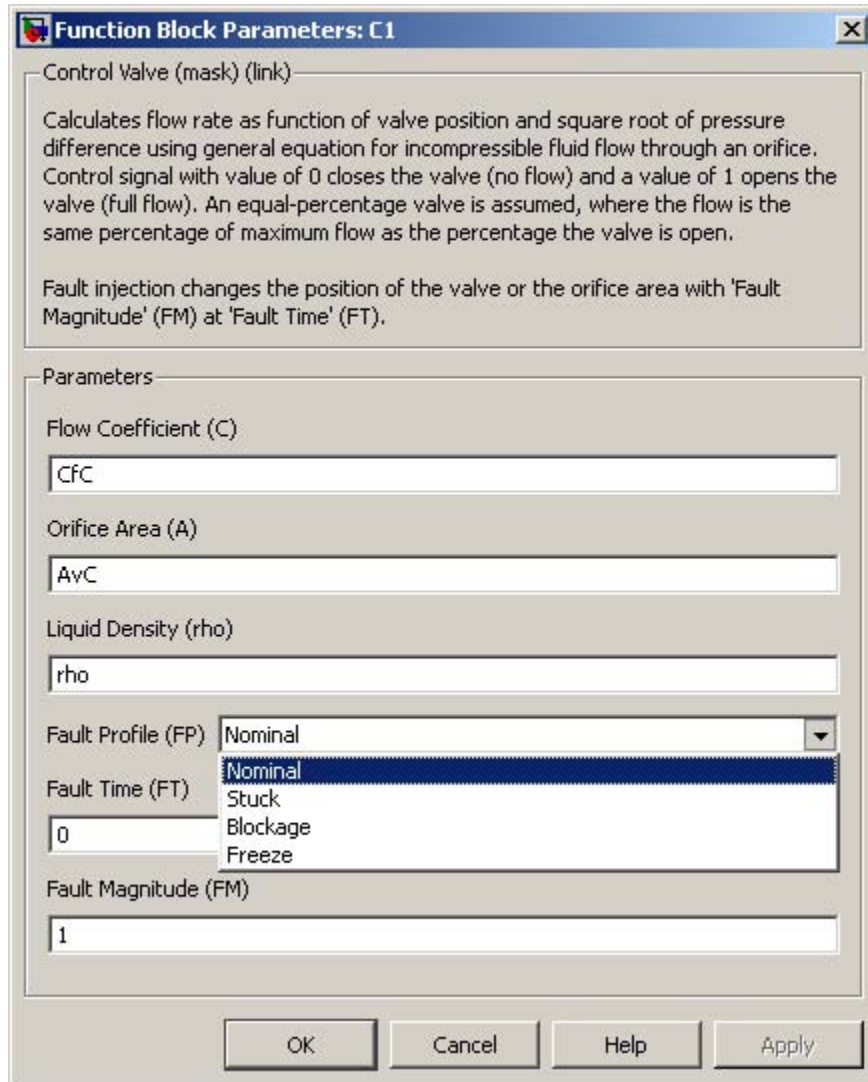 Function Block Parameters: C1
Control Valve (mask) (link)
Calculates flow rate as function of valve position and square root of pressure
difference using general equation for incompressible fluid flow through an orifice.
Control signal with value of 0 closes the valve (no flow) and a value of 1 opens the
valve (full flow). An equal-percentage valve is assumed, where the flow is the
same percentage of maximum flow as the percentage the valve is open.
Fault injection changes the position of the valve or the orifice area with 'Fault
Magnitude' (FM) at 'Fault Time' (FT).
Parameters
Flow Coefficient (C)
CfC
Orifice Area (A)
AvC
Liquid Density (rho)
rho
Fault Profile (FP) Nominal
Nominal
Fault Time (FT)
Stuck
Blockage
0
Freeze
Fault Magnitude (FM)
1
OK Cancel Help Apply